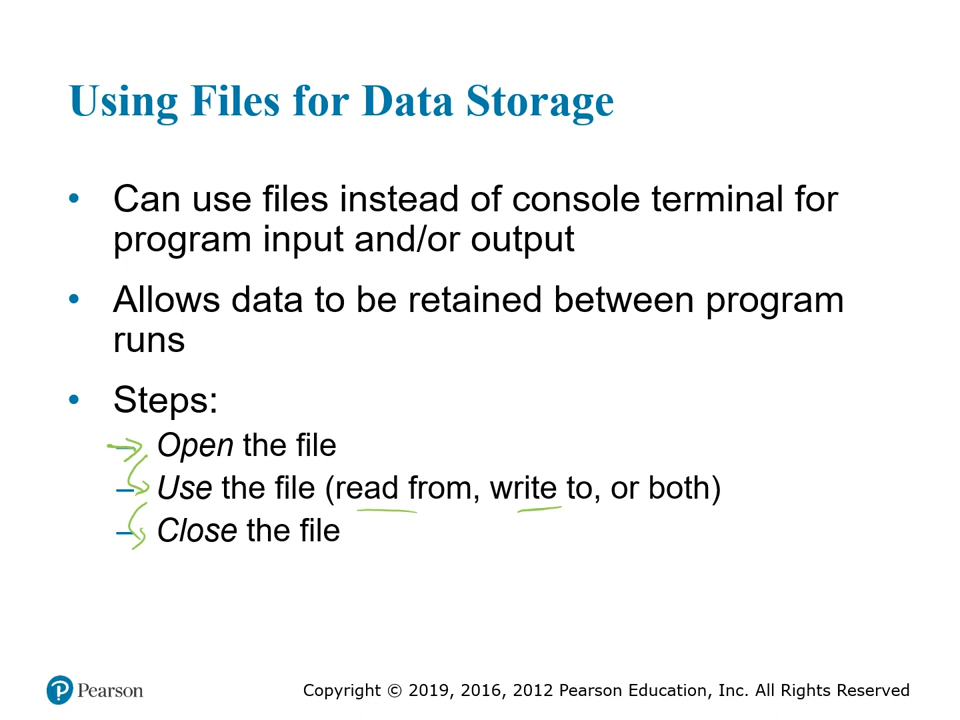 Using Files for Data Storage
• Can use files instead of console terminal for
program input and/or output
• Allows data to be retained between program
runs
• Steps:
– Open the file
– Use the file (read from, write to, or both)
– Close the file
Pearson
Copyright © 2019, 2016, 2012 Pearson Education, Inc. All Rights Reserved